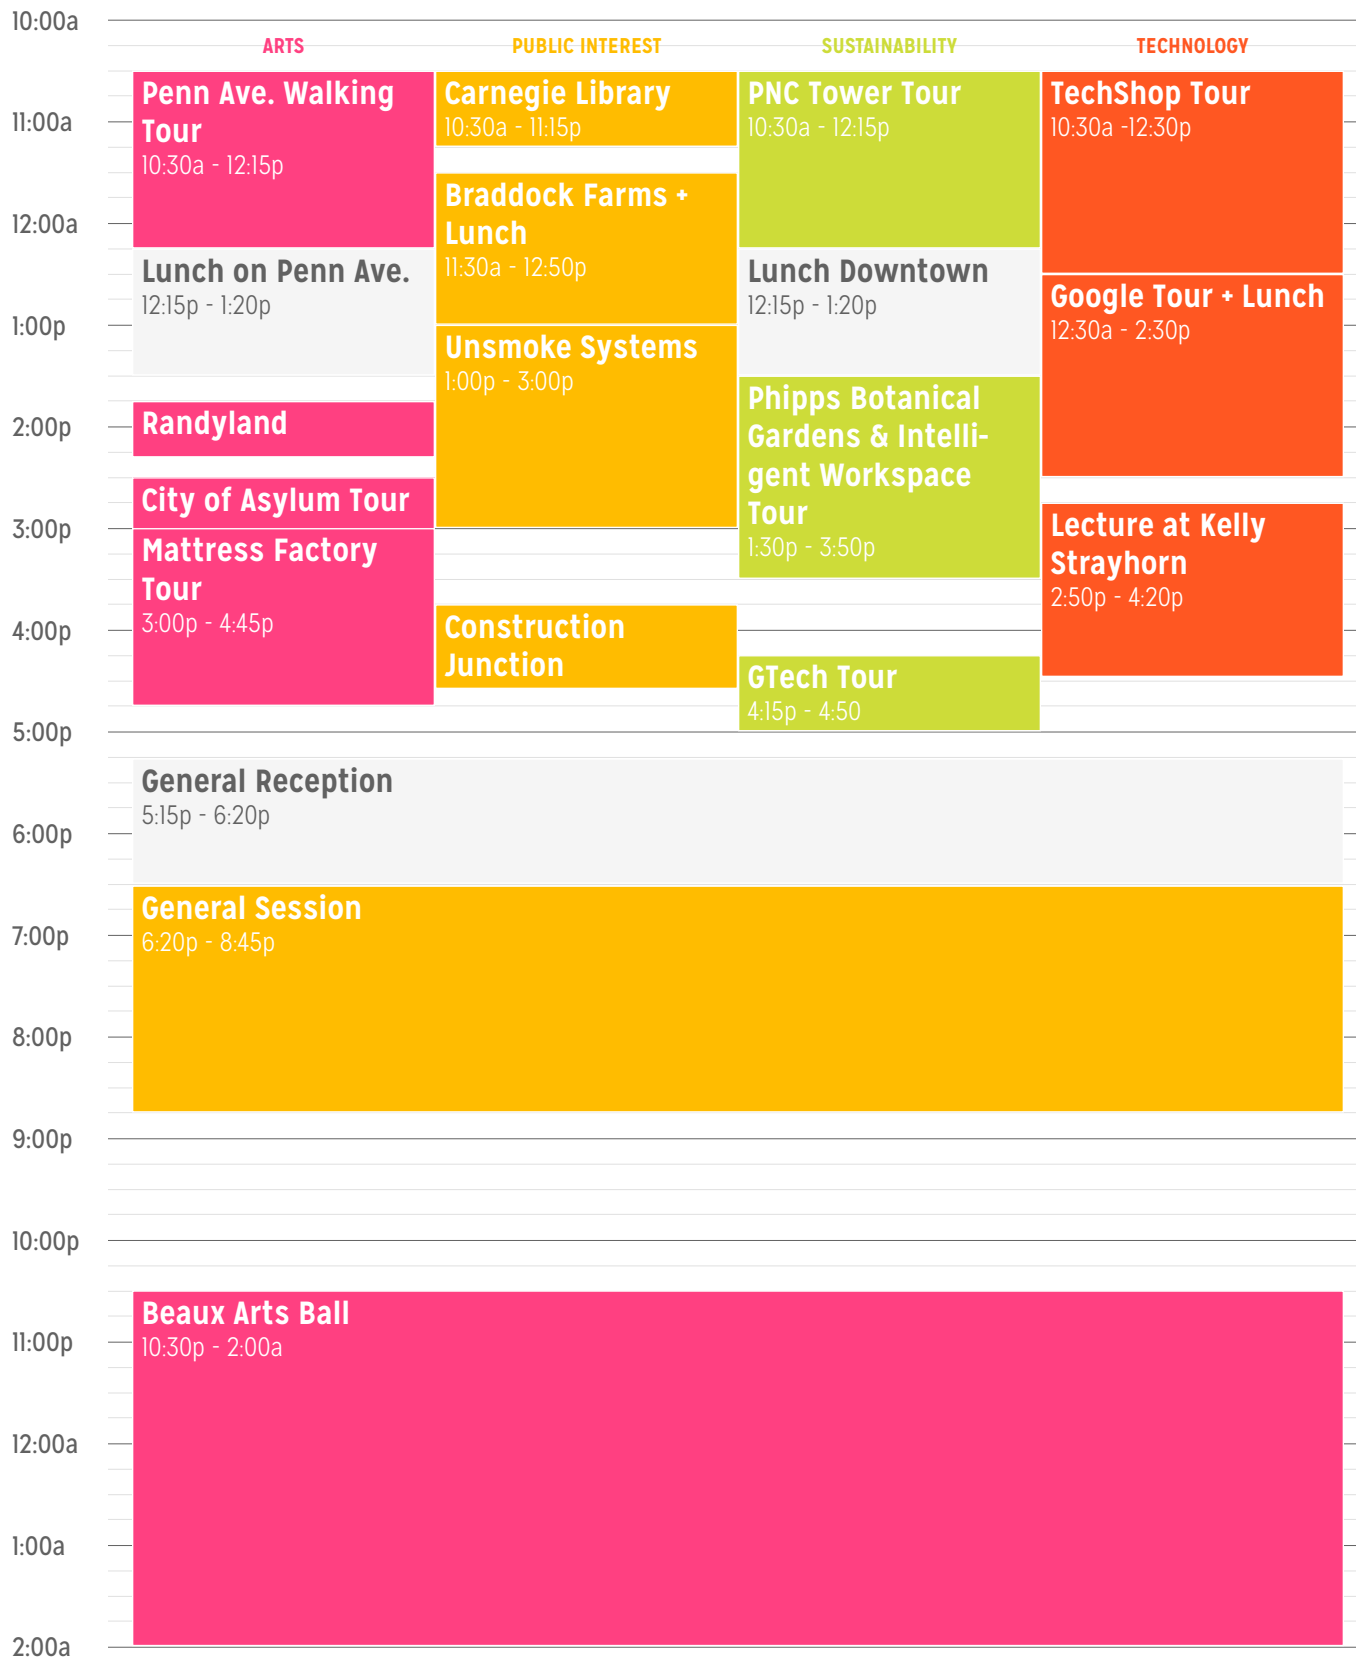 10:00a
ARTS
PUBLIC INTEREST
SUSTAINABILITY
TECHNOLOGY
Penn Ave. Walking
Tour
10:30a - 12:15p
Carnegie Library
10:30a - 11:15p
PNC Tower Tour
10:30a - 12:15p
TechShop Tour
10:30a -12:30p
11:00a
Braddock Farms +
Lunch
11:30a - 12:50p
12:00a
Lunch on Penn Ave.
12:15p - 1:20p
Lunch Downtown
12:15p - 1:20p
Google Tour + Lunch
12:30a - 2:30p
1:00p
Unsmoke Systems
1:00p - 3:00p
Phipps Botanical
Gardens & Intelli-
gent Workspace
Tour
1:30p - 3:50p
Randyland
2:00p
City of Asylum Tour
Lecture at Kelly
Strayhorn
2:50p - 4:20p
3:00p
Mattress Factory
Tour
3:00p - 4:45p
Construction
Junction
4:00p
GTech Tour
4:15p - 4:50
5:00p
General Reception
5:15p - 6:20p
6:00p
General Session
6:20p - 8:45p
7:00p
8:00p
9:00p
10:00p
Beaux Arts Ball
10:30p - 2:00a
11:00p
12:00a
1:00a
2:00a